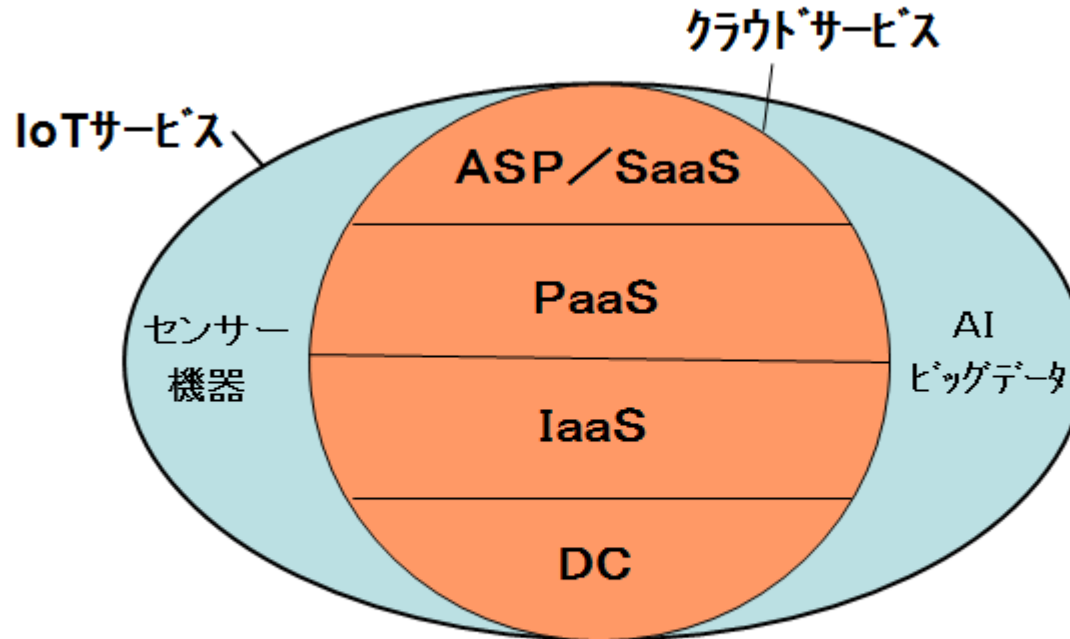 クラウドサービス
IoTサービス
ASP／SaaS
PaaS
センサー
機器
AI
ビッグデータ
IaaS
DC